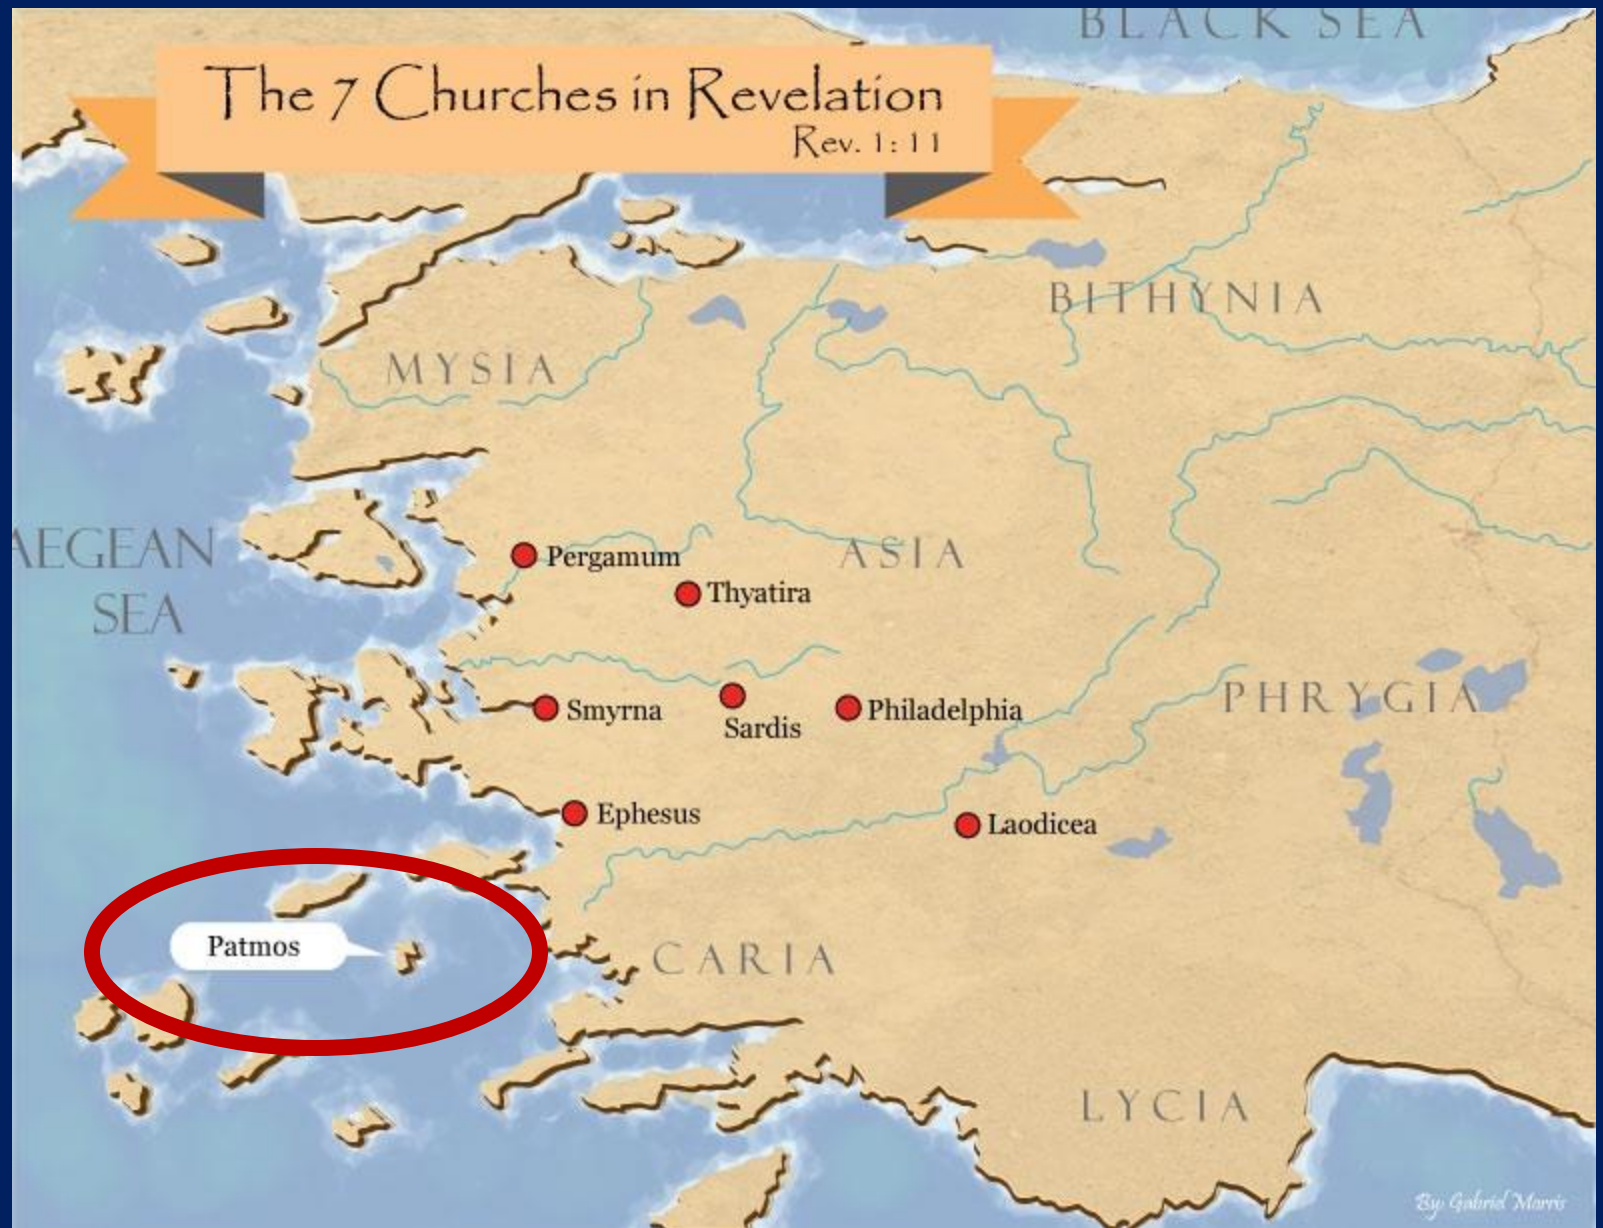 BLACK SEA
The 7 Churches in Revelation
Rev. 1:11
BITHYNIA
MYSIA
AEGEAN
SEA
Pergamum
ASIA
Thyatira
PHRYGIA
Smyrna
Sardis
Philadelphia
Ephesus
Laodicea
Patmos
CARIA
LYCIA
By: Gabriel Morris